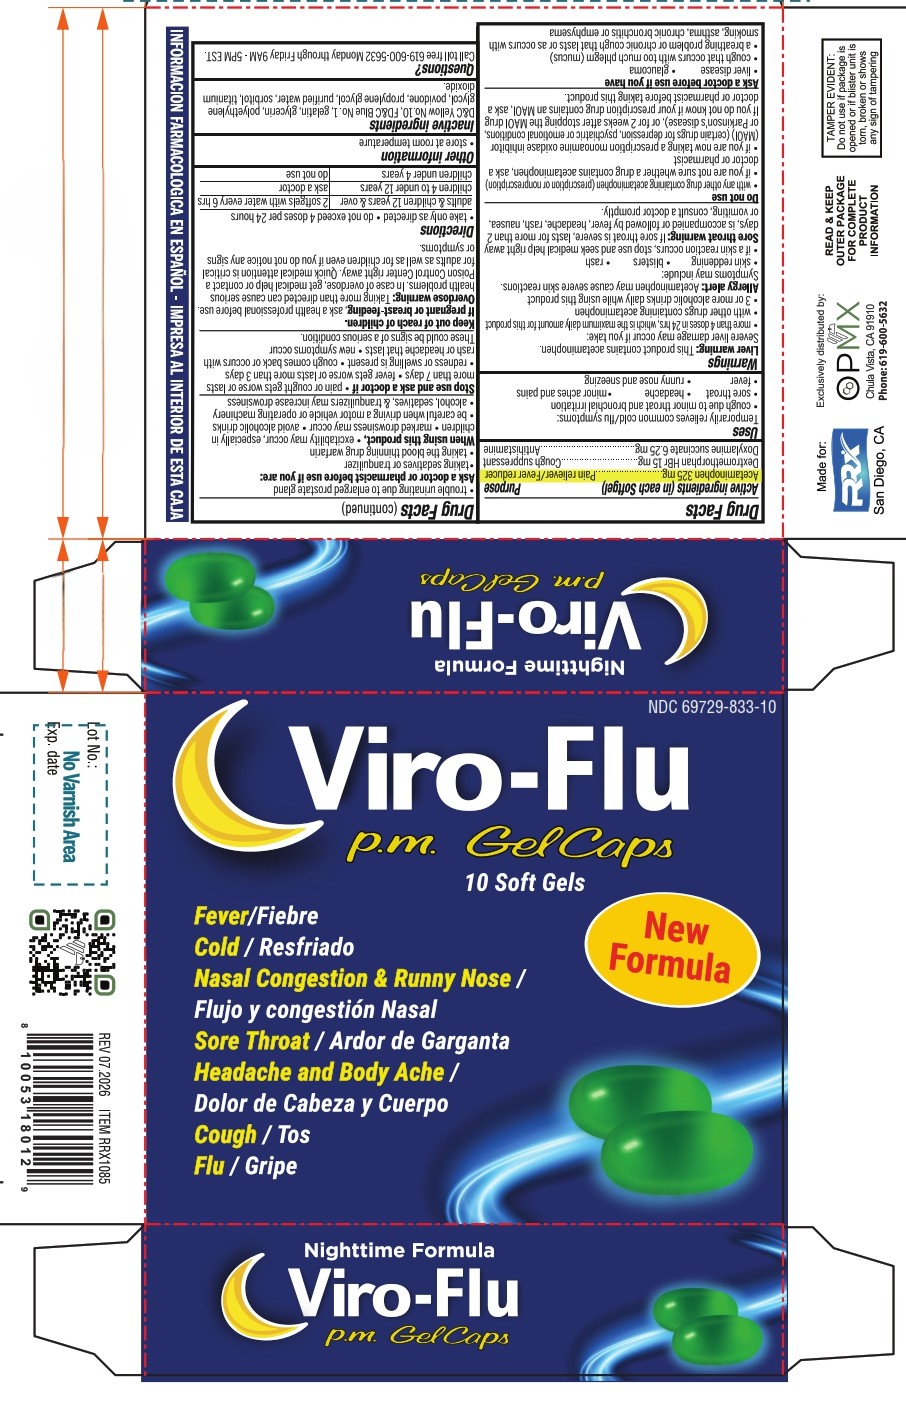 Drug Facts
Active ingredients (in each Softgel) Purpose
Acetaminophen 325 mg..............Pain reliever/Fever reducer
Dextromethorphan HBr 15 mg..............Cough suppressant
Doxylamine succinate 6.25 mg..............Antihistamine
Uses
Temporarily relieves common cold/flu symptoms:
• cough due to minor throat and bronchial irritation
• sore throat • headache • minor aches and pains
• fever • runny nose and sneezing
Warnings
Liver warning: This product contains acetaminophen.
Severe liver damage may occur if you take:
• more than 4 doses in 24 hrs, which is the maximum daily amount for this product
• with other drugs containing acetaminophen
• 3 or more alcoholic drinks daily while using this product
Allergy alert: Acetaminophen may cause severe skin reactions.
Symptoms may include:
• skin reddening • blisters • rash
• if a skin reaction occurs, stop use and seek medical help right away
Sore throat warning: If sore throat is severe, lasts for more than 2
days, is accompanied or followed by fever, headache, rash, nausea,
or vomiting, consult a doctor promptly.
Do not use
• with any other drug containing acetaminophen (prescription or nonprescription)
• if you are not sure whether a drug contains acetaminophen, ask a
doctor or pharmacist
• if you are now taking a prescription monoamine oxidase inhibitor
(MAOI) (certain drugs for depression, psychiatric or emotional conditions,
or Parkinson's disease), or for 2 weeks after stopping the MAOI drug
If you do not know if your prescription drug contains an MAOI, ask a
doctor or pharmacist before taking this product.
Ask a doctor before use if you have
• liver disease • glaucoma
• cough that occurs with too much phlegm (mucus)
• a breathing problem or chronic cough that lasts or as occurs with
smoking, asthma, chronic bronchitis or emphysema
Drug Facts (continued)
• trouble urinating due to enlarged prostate gland
Ask a doctor or pharmacist before use if you are:
•taking sedatives or tranquilizer
• taking the blood thinning drug warfarin
When using this product, • excitability may occur, especially in
children • marked drowsiness may occur • avoid alcoholic drinks
• be careful when driving a motor vehicle or operating machinery
• alcohol, sedatives, & tranquilizers may increase drowsiness
Stop use and ask a doctor if • pain or cought gets worse or lasts
more than 7 days • fever gets worse or lasts more than 3 days
• redness or swelling is present • cough comes back or occurs with
rash or headache that lasts • new symptoms occur
These could be signs of a serious condition.
Keep out of reach of children.
If pregnant or breast-feeding, ask a health professional before use.
Overdose warning: Taking more than directed can cause serious
health problems. In case of overdose, get medical help or contact a
Poison Control Center right away. Quick medical attention is critical
for adults as well as for children even if you do not notice any signs
or symptoms.
Directions
• take only as directed • do not exceed 4 doses per 24 hours
adults & children 12 years & over 2 softgels with water every 6 hrs
children 4 to under 12 years ask a doctor
children under 4 years do not use
Other information
• store at room temperature
Inactive ingredients
D&C Yellow No.10, FD&C Blue No. 1, gelatin, glycerin, polyethylene
glycol, povidone, propylene glycol, purified water, sorbitol, titanium
dioxide.
Questions?
Call toll free 619-600-5632 Monday through Friday 9AM - 5PM EST.
INFORMACION FARMACOLOGICA EN ESPAÑOL - IMPRESA AL INTERIOR DE ESTA CAJA
TAMPER EVIDENT:
Do not use if package is
opened or if blister unit is
torn, broken or shows
any sign of tampering
READ & KEEP
OUTER PACKAGE
FOR COMPLETE
PRODUCT
INFORMATION
Exclusively distributed by:
OPMX
Chula Vista, CA 91910
Phone: 619-600-5632
Made for:
RRX
San Diego, CA
Nighttime Formula
Viro-Flu
p.m. GelCaps
NDC 69729-833-10
Viro-Flu
p.m. GelCaps
10 Soft Gels
Fever/Fiebre
Cold / Resfriado
Nasal Congestion & Runny Nose /
Flujo y congestión Nasal
Sore Throat / Ardor de Garganta
Headache and Body Ache /
Dolor de Cabeza y Cuerpo
Cough / Tos
Flu / Gripe
New
Formula
Lot No.:
No Varnish Area
Exp. date
REV 07.2026 ITEM RRX1085
8 10053 18012 9
Nighttime Formula
Viro-Flu
p.m. GelCaps